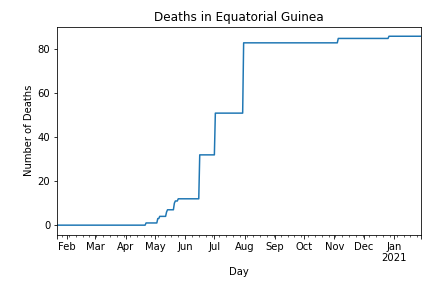 Deaths in Equatorial Guinea
Number of Deaths
80
60
40
20
0
Feb Mar Apr May Jun Jul Aug Sep Oct Nov Dec Jan
2021
Day